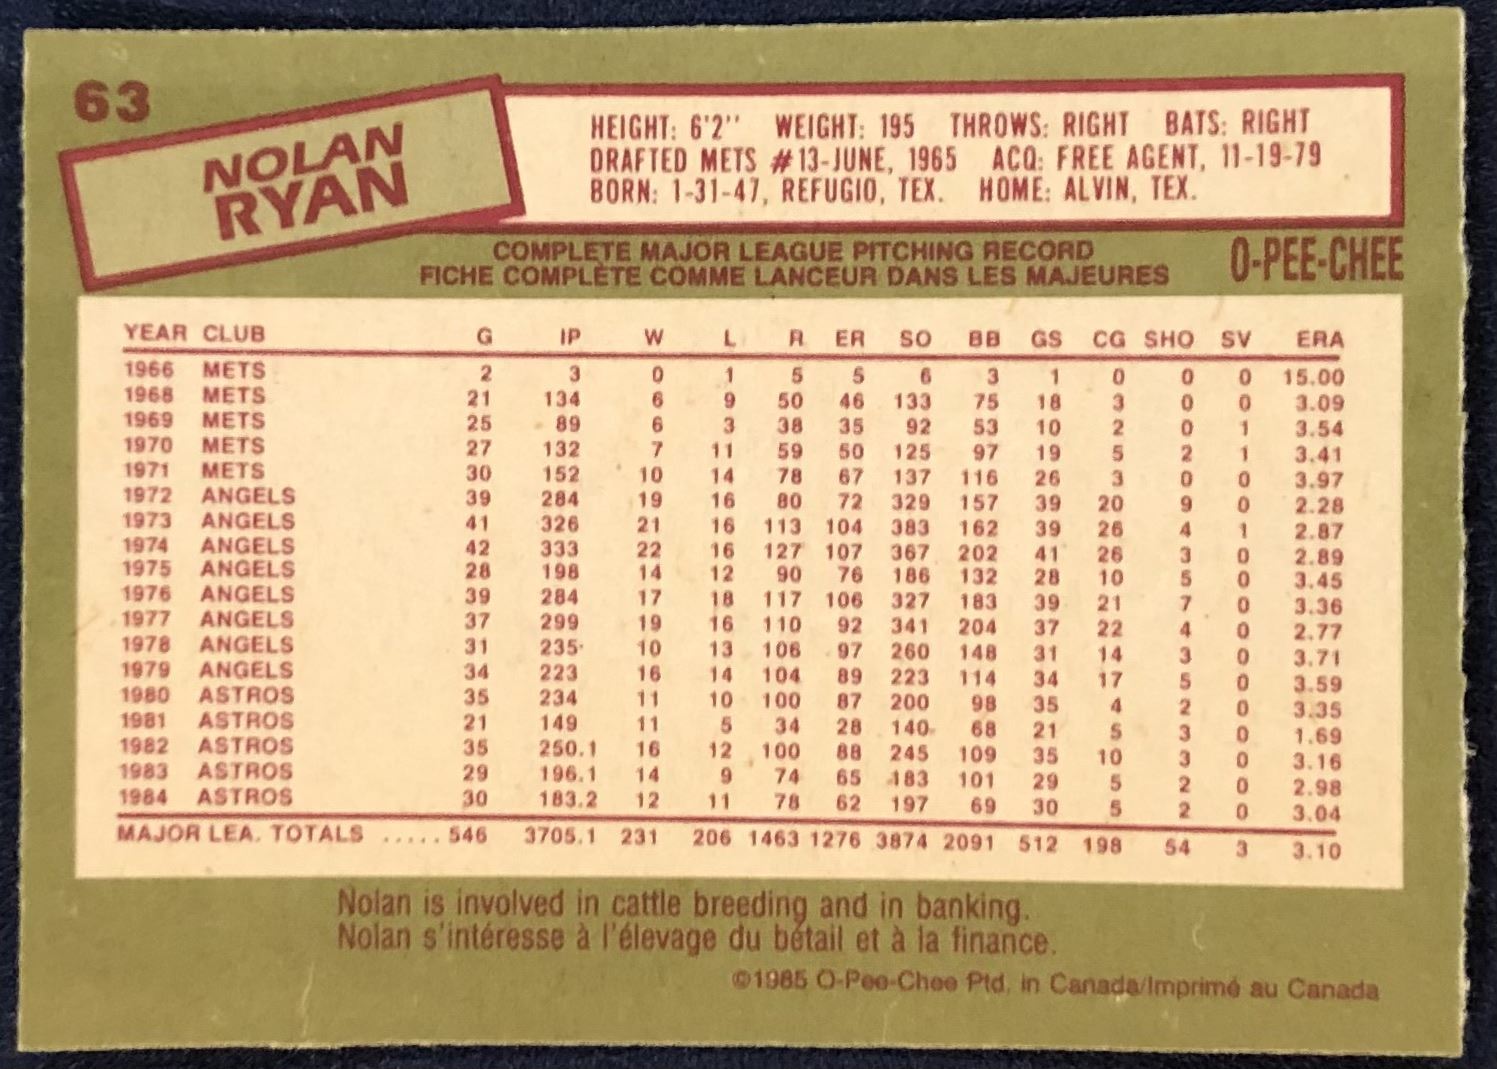 63
NOLAN
RYAN
HEIGHT: 6'2'' WEIGHT: 195 THROWS: RIGHT BATS: RIGHT
DRAFTED METS #13-JUNE, 1965 ACQ: FREE AGENT, 11-19-79
BORN: 1-31-47, REFUGIO, TEX. HOME: ALVIN, TEX.
COMPLETE MAJOR LEAGUE PITCHING RECORD
FICHE COMPLÈTE COMME LANCEUR DANS LES MAJEURES
O-PEE-CHEE
YEAR CLUB G IP W L R ER SO BB GS CG SHO SV ERA
1966 METS 2 3 0 1 5 5 6 3 1 0 0 0 15.00
1968 METS 21 134 6 9 50 46 133 75 18 3 0 0 3.09
1969 METS 25 89 6 3 38 35 92 53 10 2 0 1 3.54
1970 METS 27 132 7 11 59 50 125 97 19 5 2 1 3.41
1971 METS 30 152 10 14 78 67 137 116 26 3 0 0 3.97
1972 ANGELS 39 284 19 16 80 72 329 157 39 20 9 0 2.28
1973 ANGELS 41 326 21 16 113 104 383 162 39 26 4 1 2.87
1974 ANGELS 42 333 22 16 127 107 367 202 41 26 3 0 2.89
1975 ANGELS 28 198 14 12 90 76 186 132 28 10 5 0 3.45
1976 ANGELS 39 284 17 18 117 106 327 183 39 21 7 0 3.36
1977 ANGELS 37 299 19 16 110 92 341 204 37 22 4 0 2.77
1978 ANGELS 31 235 10 13 106 97 260 148 31 14 3 0 3.71
1979 ANGELS 34 223 16 14 104 89 223 114 34 17 5 0 3.59
1980 ASTROS 35 234 11 10 100 87 200 98 35 4 2 0 3.35
1981 ASTROS 21 149 11 5 34 28 140 68 21 5 3 0 1.69
1982 ASTROS 35 250.1 16 12 100 88 245 109 35 10 3 0 3.16
1983 ASTROS 29 196.1 14 9 74 65 183 101 29 5 2 0 2.98
1984 ASTROS 30 183.2 12 11 78 62 197 69 30 5 2 0 3.04
MAJOR LEA. TOTALS ..... 546 3705.1 231 206 1463 1276 3874 2091 512 198 54 3 3.10
Nolan is involved in cattle breeding and in banking.
Nolan s'intéresse à l'élevage du bétail et à la finance.
©1985 O-Pee-Chee Ptd. in Canada/Imprimé au Canada